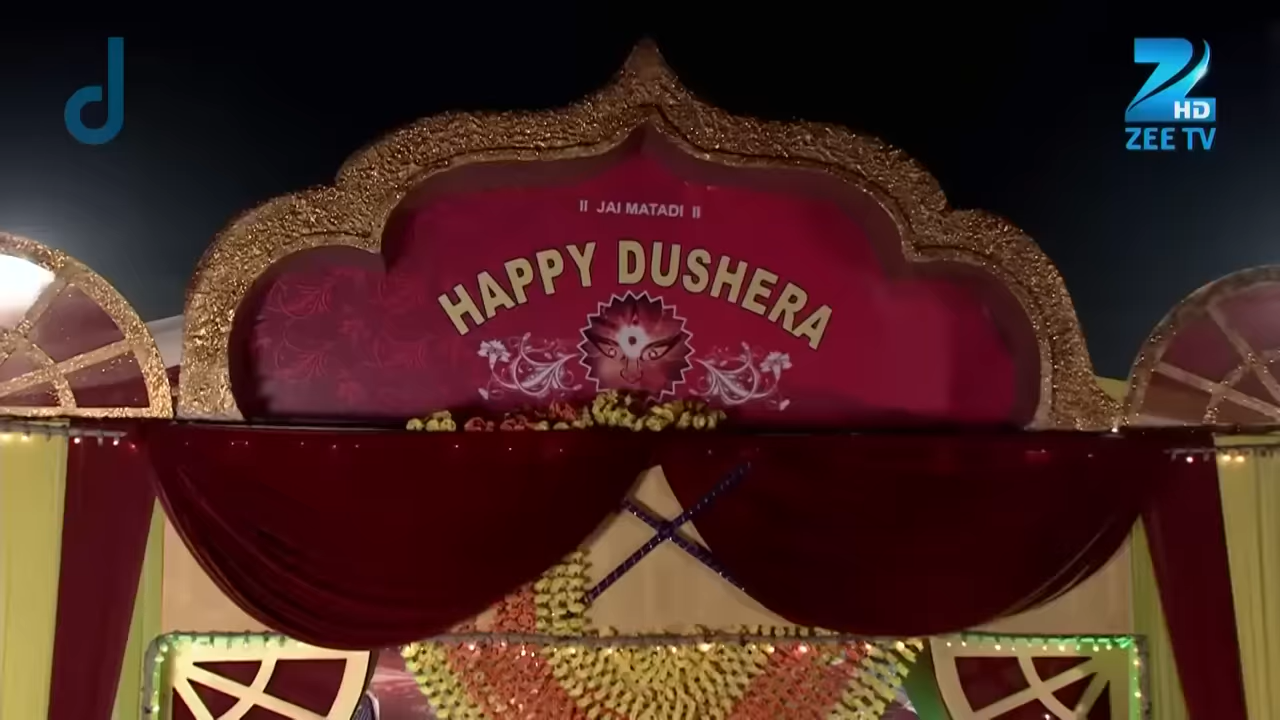 d
HD
ZEE TV
॥ JAI MATADI ॥
HAPPY DUSHERA